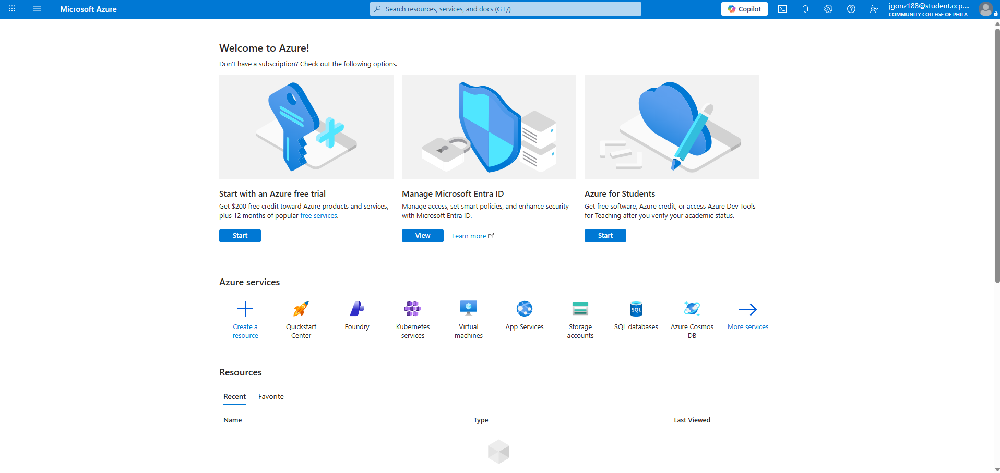 Microsoft Azure
Search resources, services, and docs (G+/)
Copilot
jgonz188@student.ccp....
COMMUNITY COLLEGE OF PHILA...
Welcome to Azure!
Don't have a subscription? Check out the following options.
Start with an Azure free trial
Get $200 free credit toward Azure products and services,
plus 12 months of popular free services.
Start
Manage Microsoft Entra ID
Manage access, set smart policies, and enhance security
with Microsoft Entra ID.
View
Learn more
Azure for Students
Get free software, Azure credit, or access Azure Dev Tools
for Teaching after you verify your academic status.
Start
Azure services
Create a
resource
Quickstart
Center
Foundry
Kubernetes
services
Virtual
machines
App Services
Storage
accounts
SQL
SQL databases
Azure Cosmos
DB
More services
Resources
Recent
Favorite
Name
Type
Last Viewed